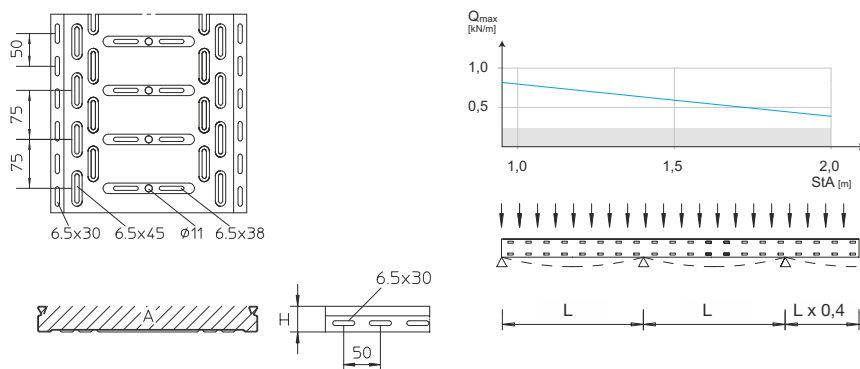 50
75
75
6.5x30
6.5x45
ø11
6.5x38
A
H
6.5x30
50
Qmax
[kN/m]
1,0
0,5
1,0
1,5
2,0
StA [m]
L
L
L x 0,4